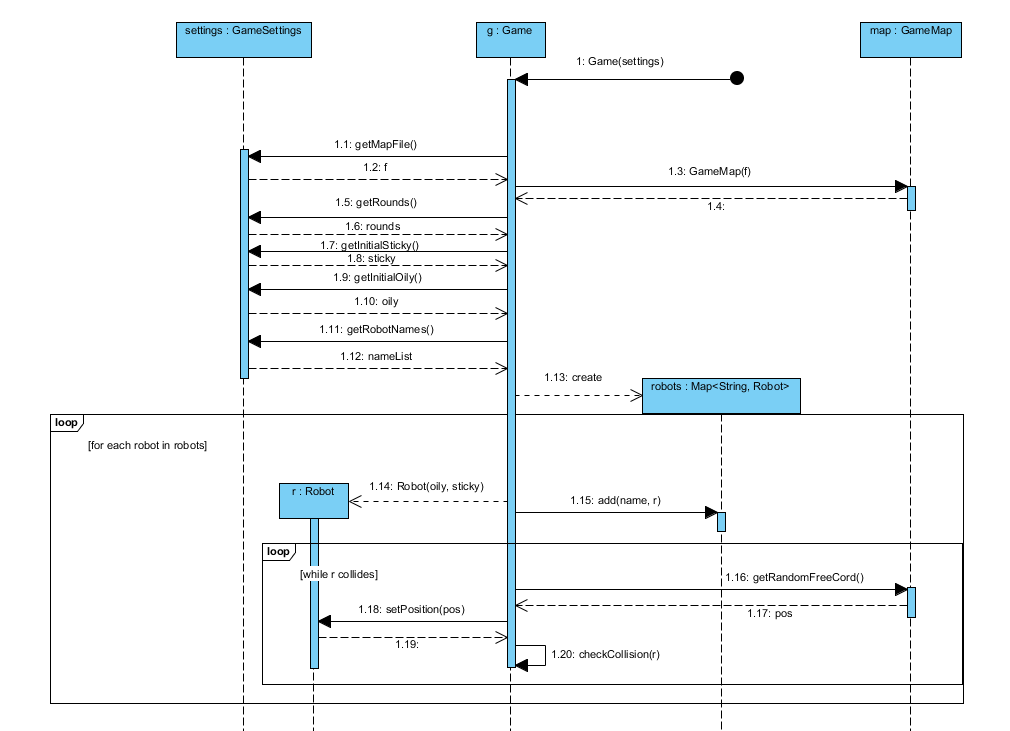 settings : GameSettings
g : Game
map : GameMap
1: Game(settings)
1.1: getMapFile()
1.2: f
1.3: GameMap(f)
1.4:
1.5: getRounds()
1.6: rounds
1.7: getInitialSticky()
1.8: sticky
1.9: getInitialOily()
1.10: oily
1.11: getRobotNames()
1.12: nameList
1.13: create
robots : Map<String, Robot>
loop
[for each robot in robots]
1.14: Robot(oily, sticky)
r : Robot
1.15: add(name, r)
loop
[while r collides]
1.16: getRandomFreeCord()
1.17: pos
1.18: setPosition(pos)
1.19:
1.20: checkCollision(r)